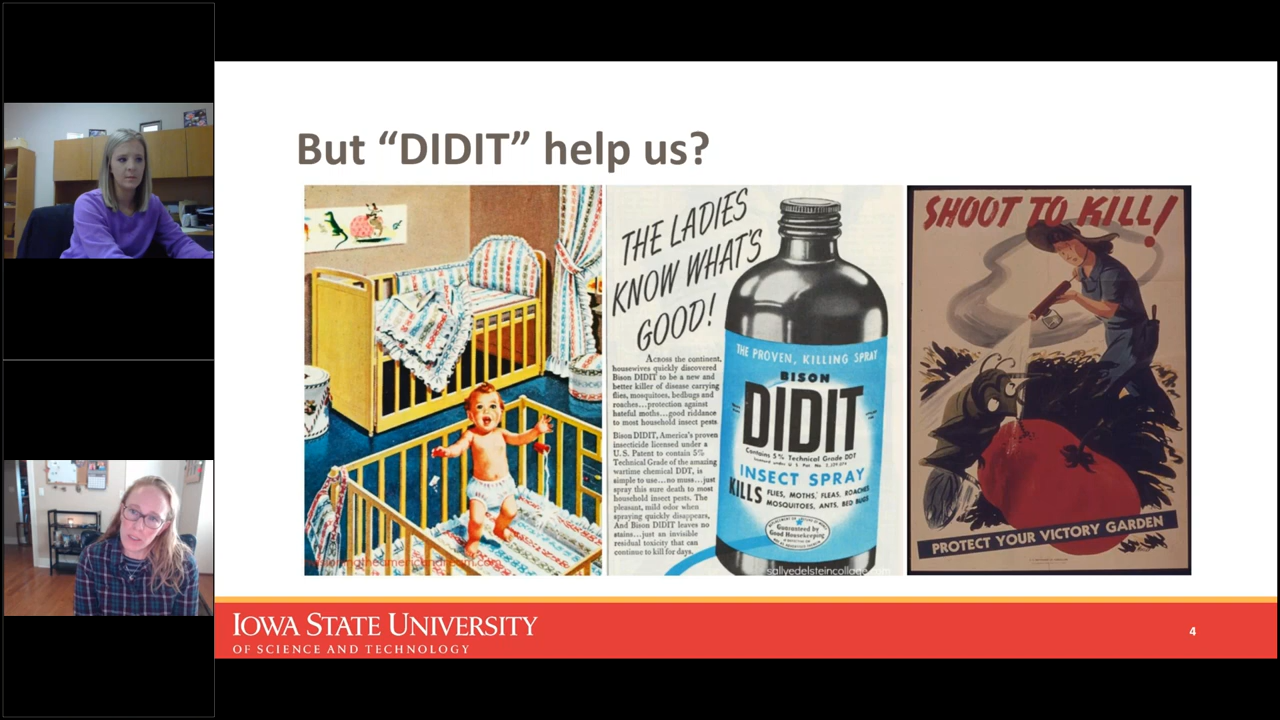 But “DIDIT” help us?
THE LADIES
KNOW WHAT'S
GOOD!
Across the continent,
housewives quickly discovered
Bison DIDIT to be a new and
better killer of disease carrying
flies, mosquitoes, bedbugs and
roaches...protection against
hateful moths...good riddance
to most household insect pests.
Bison DIDIT, America's proven
insecticide licensed under a
U.S. Patent to contain 5%
Technical Grade of the amazing
wartime chemical DDT, is
simple to use...no muss...just
spray this sure death to most
household insect pests. The
pleasant, mild odor when
spraying quickly disappears,
And Bison DIDIT leaves no
stains...just an invisible
residual toxicity that can
continue to kill for days.
THE PROVEN, KILLING SPRAY
BISON
DIDIT
Contains 5% Technical Grade DDT
INSECT SPRAY
KILLS FLIES, MOTHS, FLEAS, ROACHES
MOSQUITOES, ANTS, BED BUGS
Guaranteed by
Good Housekeeping
sallyedelsteincollage.com
SHOOT TO KILL!
PROTECT YOUR VICTORY GARDEN
IOWA STATE UNIVERSITY
OF SCIENCE AND TECHNOLOGY
4